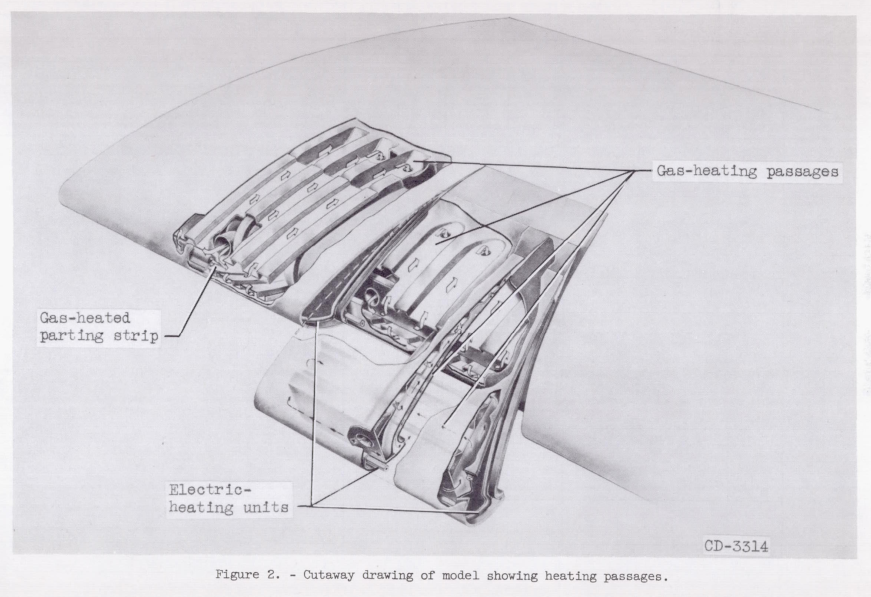 Gas-heating passages
Gas-heated
parting strip
Electric-
heating units
CD-3314
Figure 2. - Cutaway drawing of model showing heating passages.